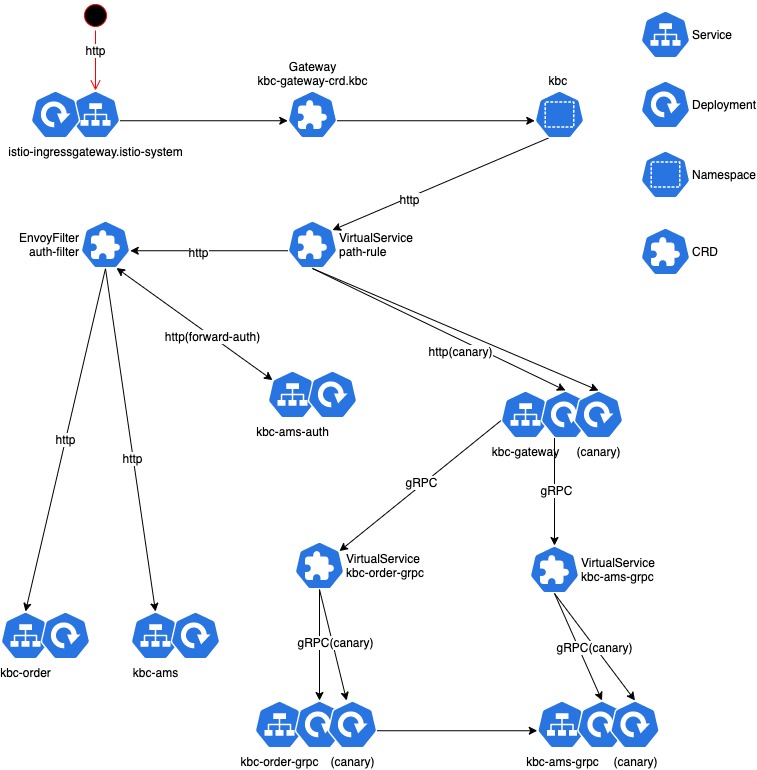 http
Service
Gateway
kbc-gateway-crd.kbc
kbc
Deployment
istio-ingressgateway.istio-system
Namespace
http
EnvoyFilter
auth-filter
http
VirtualService
path-rule
CRD
http(forward-auth)
http(canary)
kbc-ams-auth
http
http
kbc-gateway
(canary)
gRPC
gRPC
VirtualService
kbc-order-grpc
VirtualService
kbc-ams-grpc
gRPC(canary)
gRPC(canary)
kbc-order
kbc-ams
kbc-order-grpc
(canary)
kbc-ams-grpc
(canary)